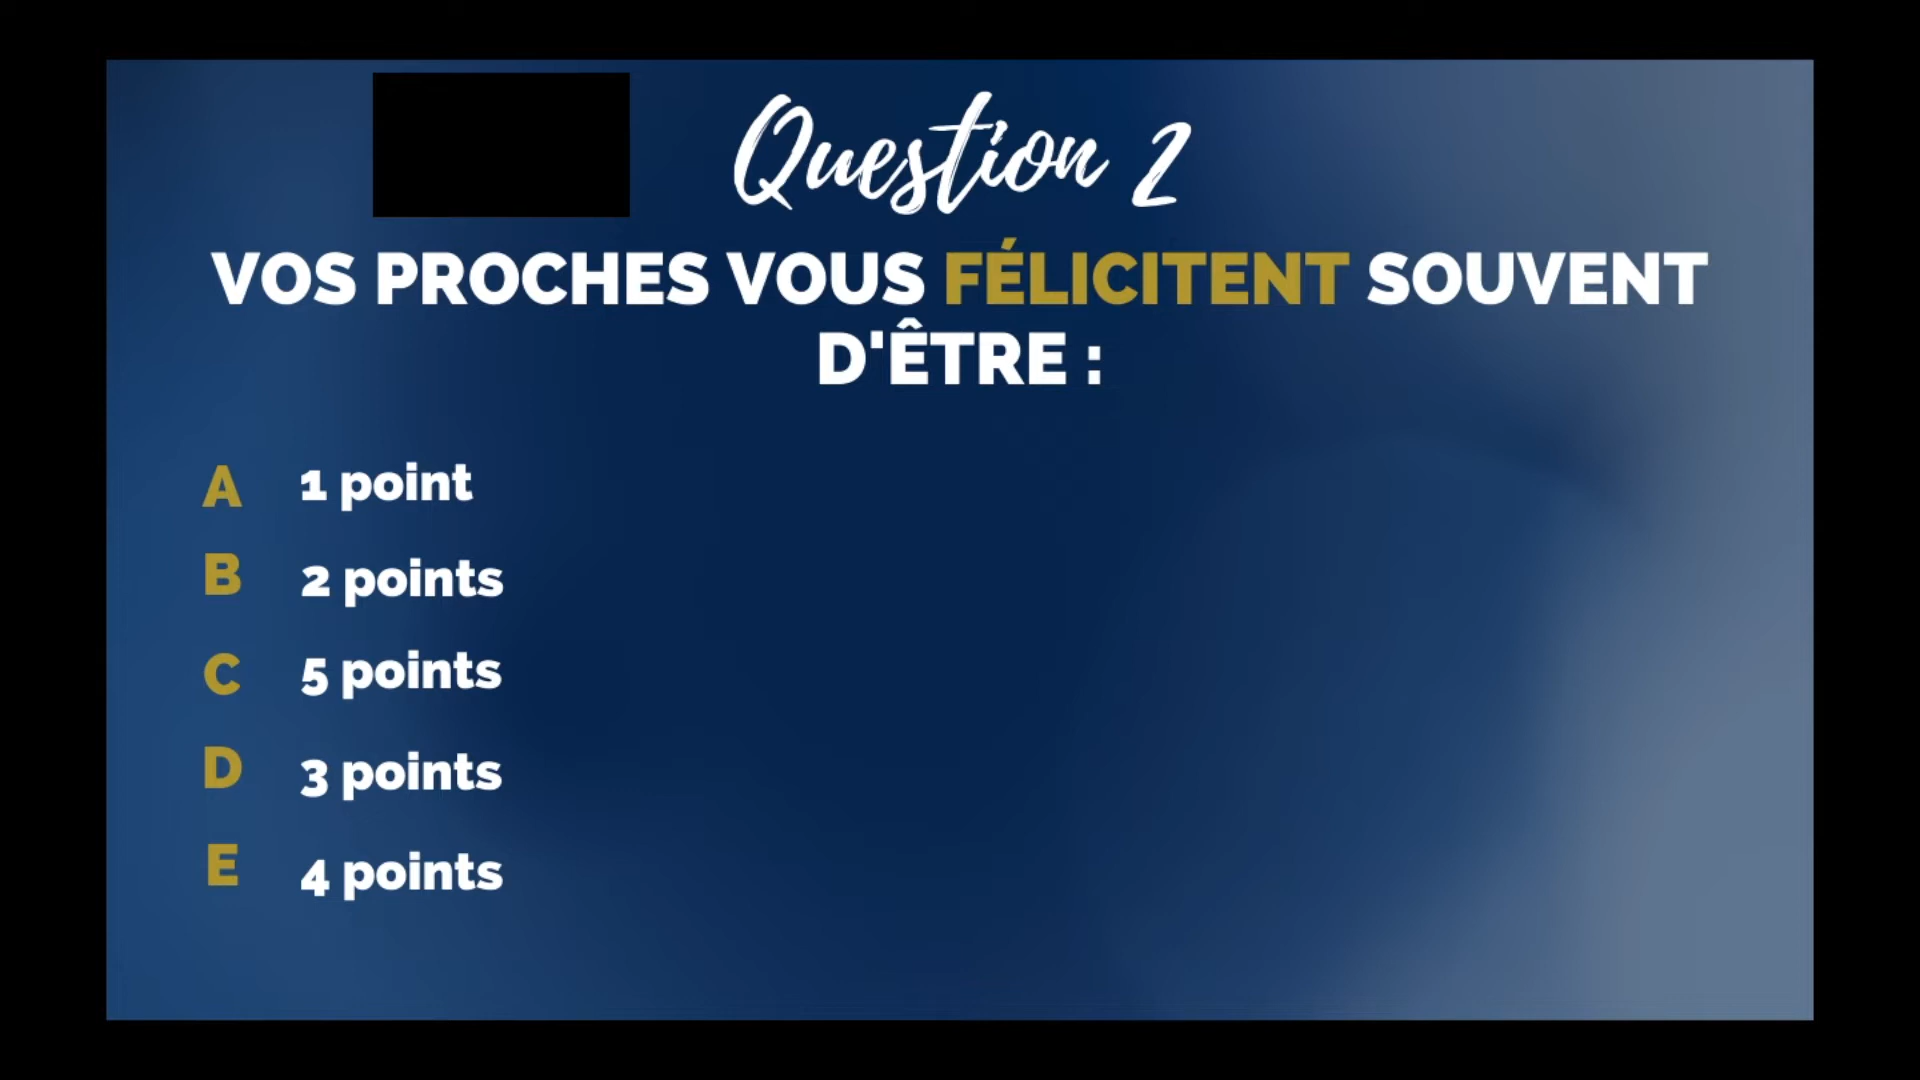 Question 2
VOS PROCHES VOUS FÉLICITENT SOUVENT
D'ÊTRE :
A 1 point
B 2 points
C 5 points
D 3 points
E 4 points